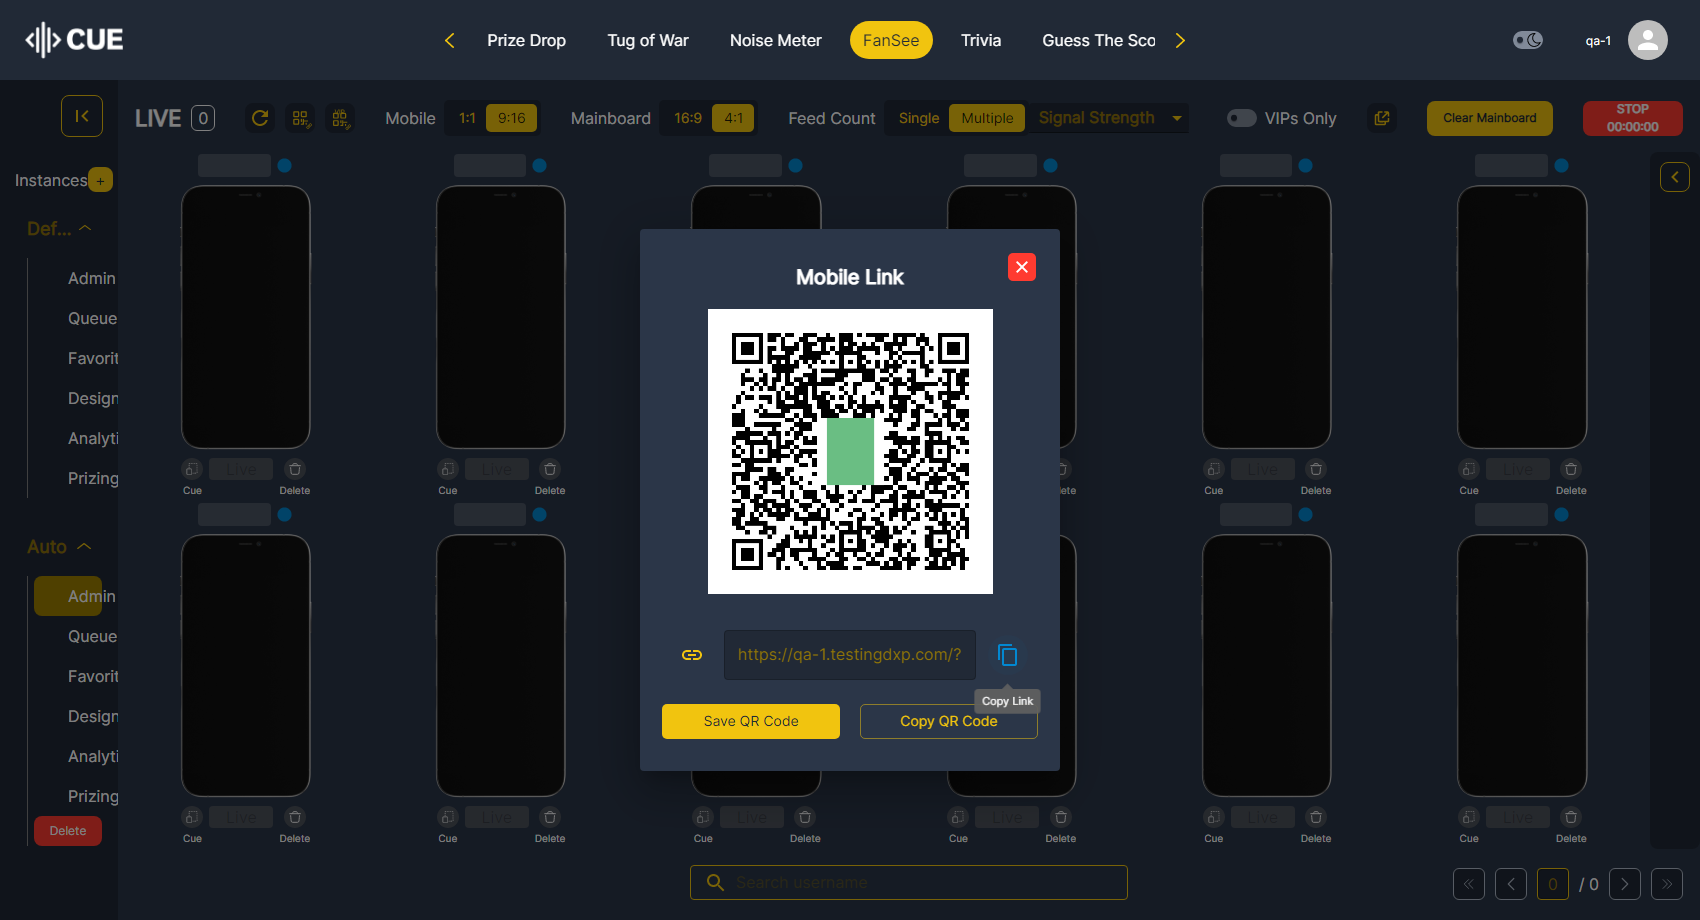 CUE
Prize Drop
Tug of War
Noise Meter
FanSee
Trivia
Guess The Sco
qa-1
LIVE 0
Mobile 1:1 9:16
Mainboard 16:9 4:1
Feed Count Single Multiple Signal Strength
VIPs Only
Clear Mainboard
STOP
00:00:00
Instances +
Def...
Admin
Queue
Favorit
Design
Analyti
Prizing
Auto
Admin
Queue
Favorit
Design
Analyti
Prizing
Delete
Live
Cue Delete
Live
Cue Delete
lete
Live
Cue Delete
Live
Cue Delete
Mobile Link
https://qa-1.testingdxp.com/?
Copy Link
Save QR Code
Copy QR Code
Live
Cue Delete
Live
Cue Delete
Live
Cue Delete
Live
Cue Delete
Live
Cue Delete
Live
Cue Delete
Search username
0 / 0